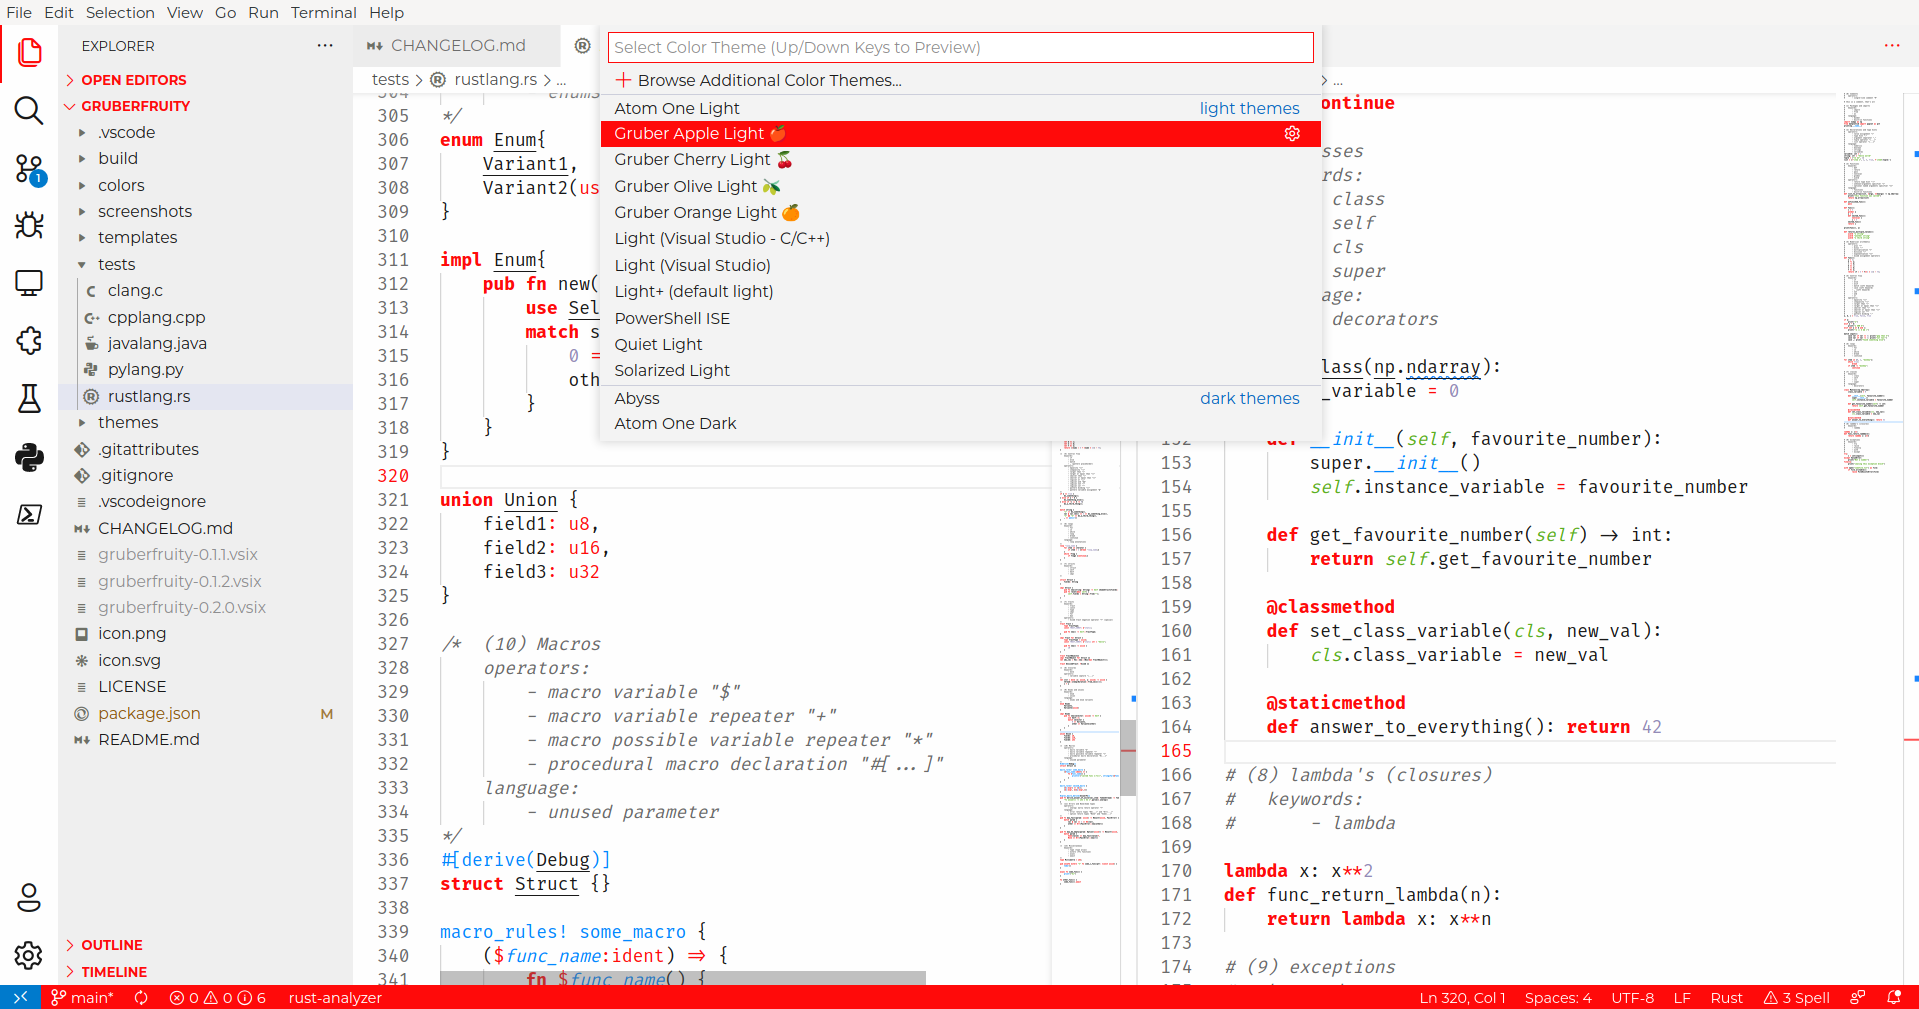 File Edit Selection View Go Run Terminal Help
EXPLORER
OPEN EDITORS
GRUBERFRUITY
.vscode
build
colors
screenshots
templates
tests
clang.c
cpplang.cpp
javalang.java
pylang.py
rustlang.rs
themes
.gitattributes
.gitignore
.vscodeignore
CHANGELOG.md
gruberfruity-0.1.1.vsix
gruberfruity-0.1.2.vsix
gruberfruity-0.2.0.vsix
icon.png
icon.svg
LICENSE
package.json M
README.md
OUTLINE
TIMELINE
1
CHANGELOG.md
tests > rustlang.rs > ...
Select Color Theme (Up/Down Keys to Preview)
Browse Additional Color Themes...
Atom One Light light themes
Gruber Apple Light 🍎
Gruber Cherry Light 🍒
Gruber Olive Light 🫒
Gruber Orange Light 🍊
Light (Visual Studio - C/C++)
Light (Visual Studio)
Light+ (default light)
PowerShell ISE
Quiet Light
Solarized Light
Abyss dark themes
Atom One Dark
304 enums
305 */
306 enum Enum{
307 Variant1,
308 Variant2(us
309 }
310
311 impl Enum{
312 pub fn new(
313 use Sel
314 match s
315 0 =
316 oth
317 }
318 }
319 }
320
321 union Union {
322 field1: u8,
323 field2: u16,
324 field3: u32
325 }
326
327 /* (10) Macros
328 operators:
329 - macro variable "$"
330 - macro variable repeater "+"
331 - macro possible variable repeater "*"
332 - procedural macro declaration "#[...]"
333 language:
334 - unused parameter
335 */
336 #[derive(Debug)]
337 struct Struct {}
338
339 macro_rules! some_macro {
340 ($func_name:ident) => {
341 fn $func_name() {
> ...
ontinue
sses
rds:
class
self
cls
super
age:
decorators
lass(np.ndarray):
_variable = 0
152 def __init__(self, favourite_number):
153 super.__init__()
154 self.instance_variable = favourite_number
155
156 def get_favourite_number(self) -> int:
157 return self.get_favourite_number
158
159 @classmethod
160 def set_class_variable(cls, new_val):
161 cls.class_variable = new_val
162
163 @staticmethod
164 def answer_to_everything(): return 42
165
166 # (8) lambda's (closures)
167 # keywords:
168 # - lambda
169
170 lambda x: x**2
171 def func_return_lambda(n):
172 return lambda x: x**n
173
174 # (9) exceptions
main* 0 0 6 rust-analyzer Ln 320, Col 1 Spaces: 4 UTF-8 LF Rust 3 Spell